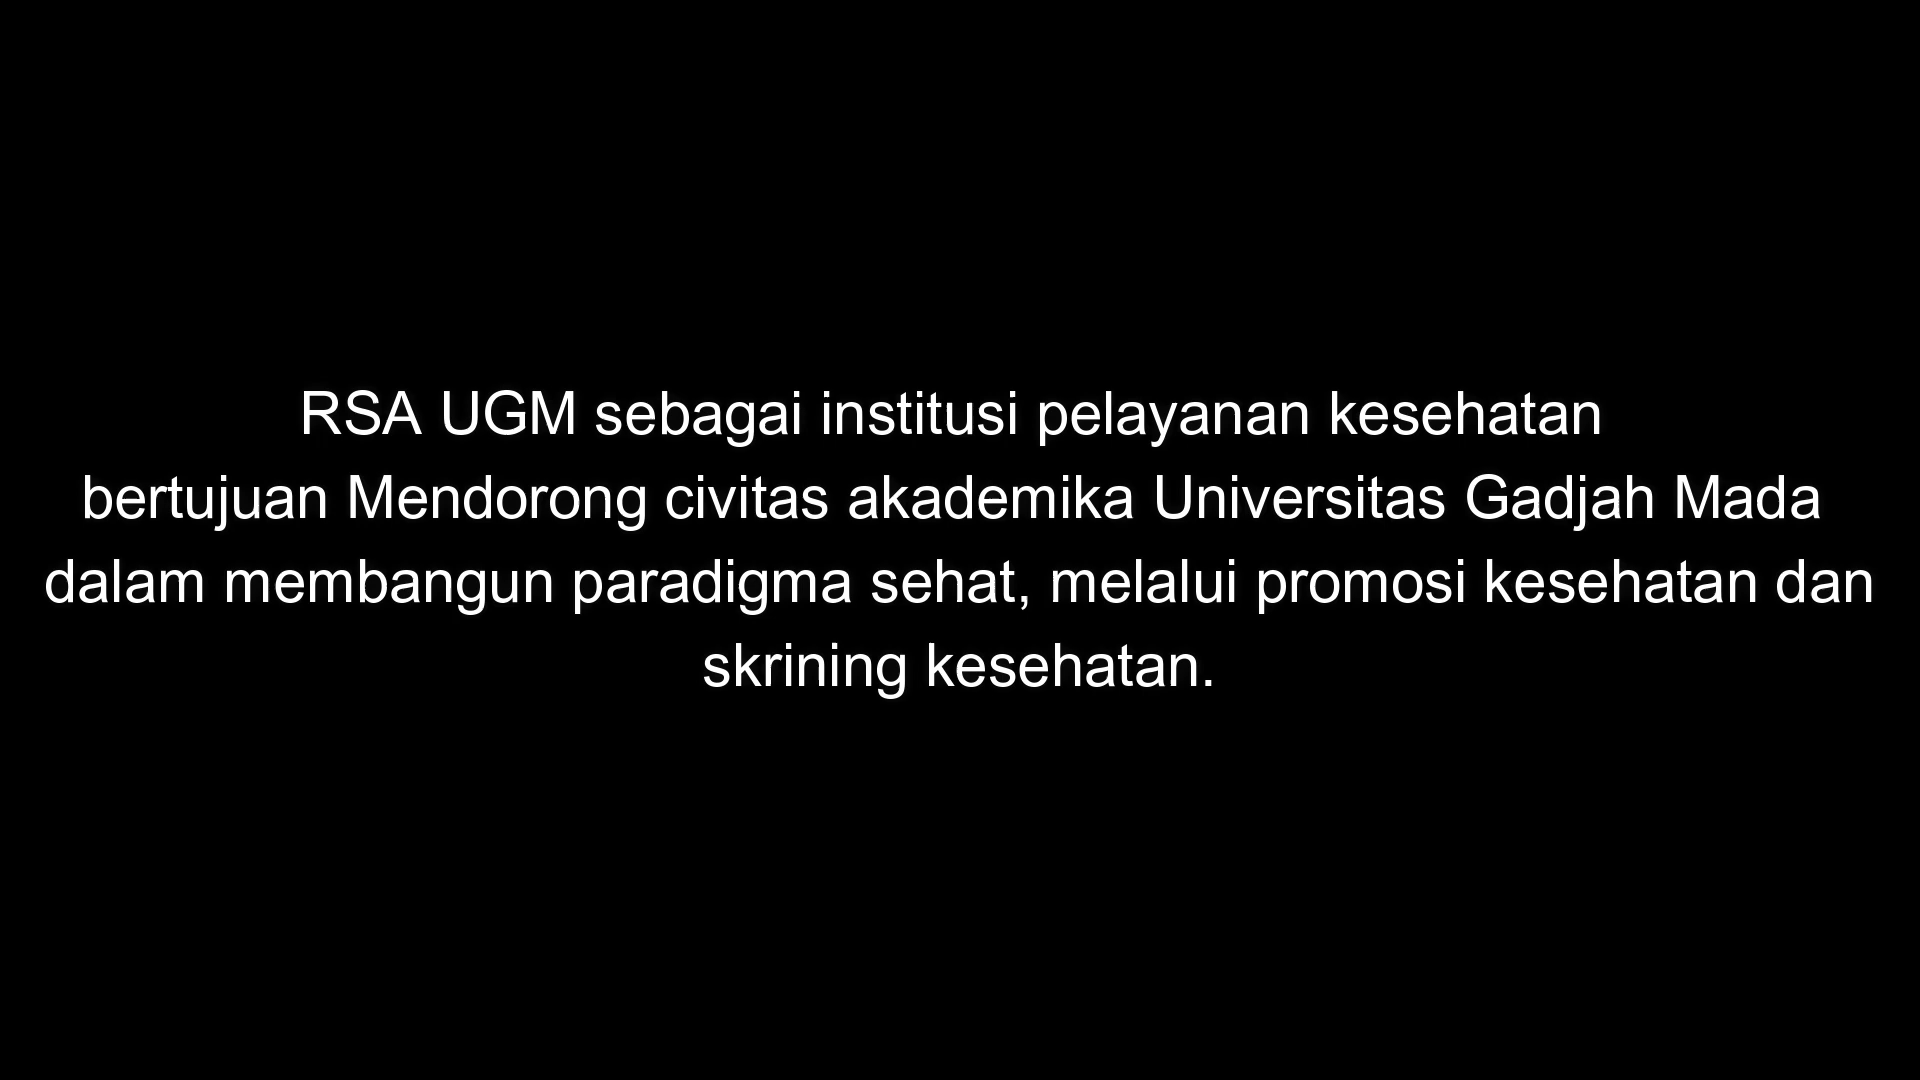 RSA UGM sebagai institusi pelayanan kesehatan
bertujuan Mendorong civitas akademika Universitas Gadjah Mada
dalam membangun paradigma sehat, melalui promosi kesehatan dan
skrining kesehatan.